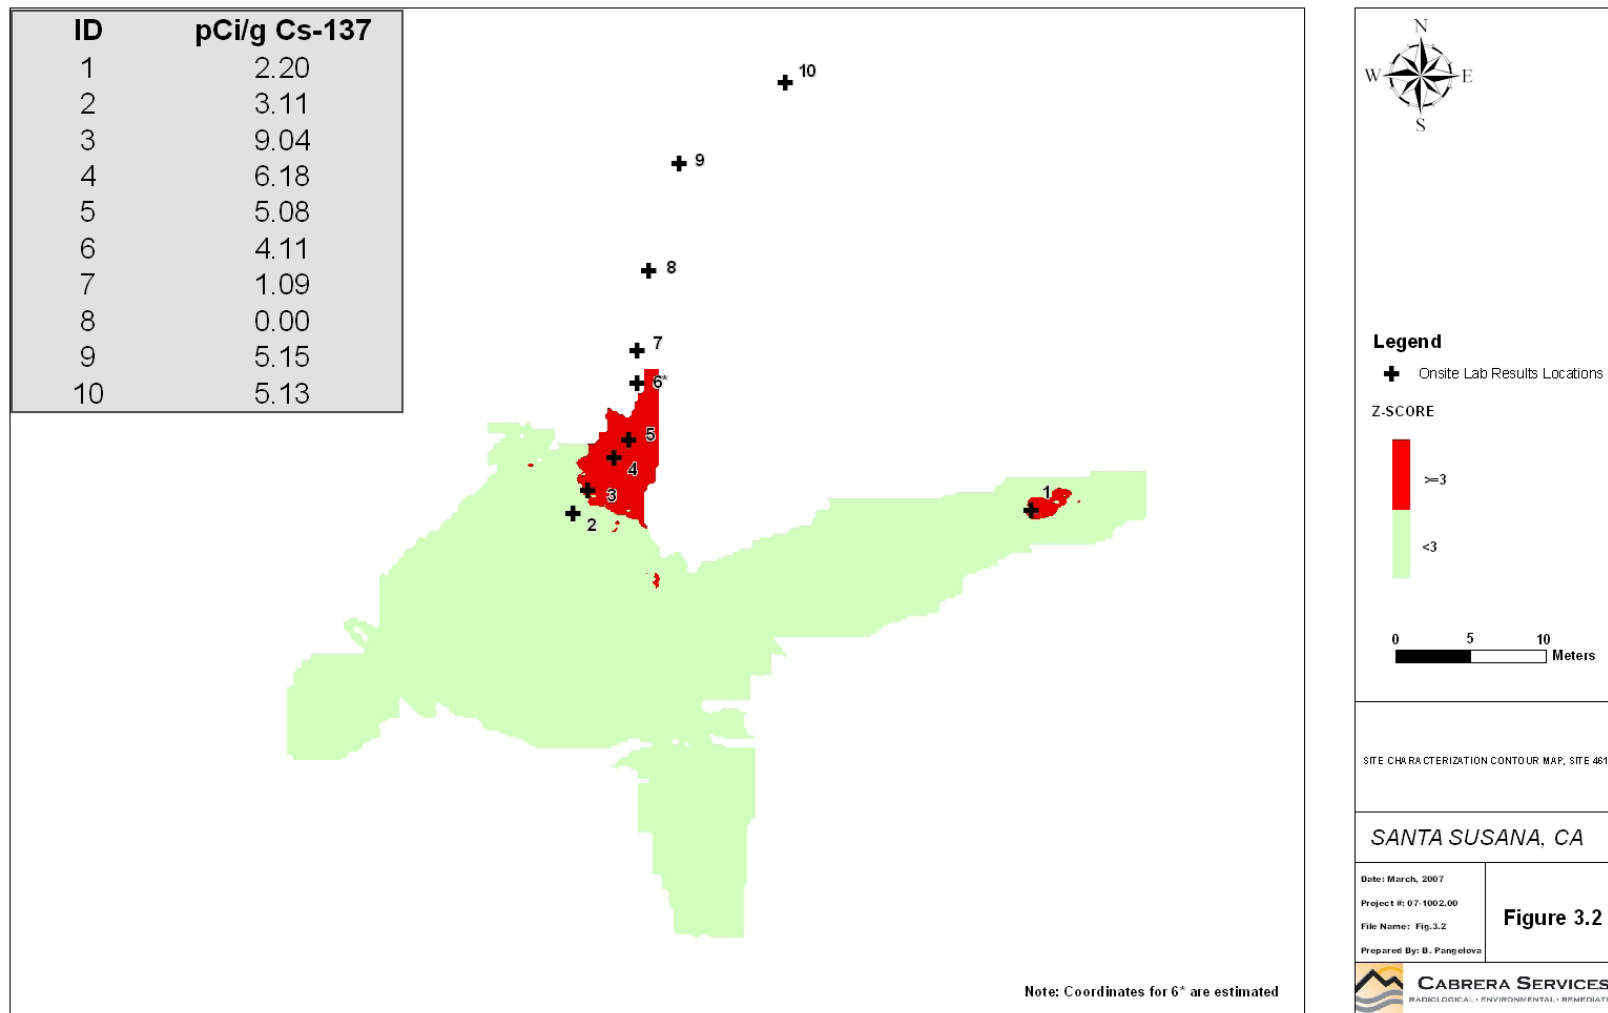 ID pCi/g Cs-137
1 2.20
2 3.11
3 9.04
4 6.18
5 5.08
6 4.11
7 1.09
8 0.00
9 5.15
10 5.13
10
9
8
7
6*
5
4
3
2
1
Note: Coordinates for 6* are estimated
N
W E
S
Legend
Onsite Lab Results Locations
Z-SCORE
>=3
<3
0 5 10
Meters
SITE CHARACTERIZATION CONTOUR MAP, SITE 461
SANTA SUSANA, CA
Date: March, 2007
Project #: 07-1002.00
File Name: Fig.3.2
Prepared By: B. Pangelova
Figure 3.2
CABRERA SERVICES
RADIOLOGICAL · ENVIRONMENTAL · REMEDIAT